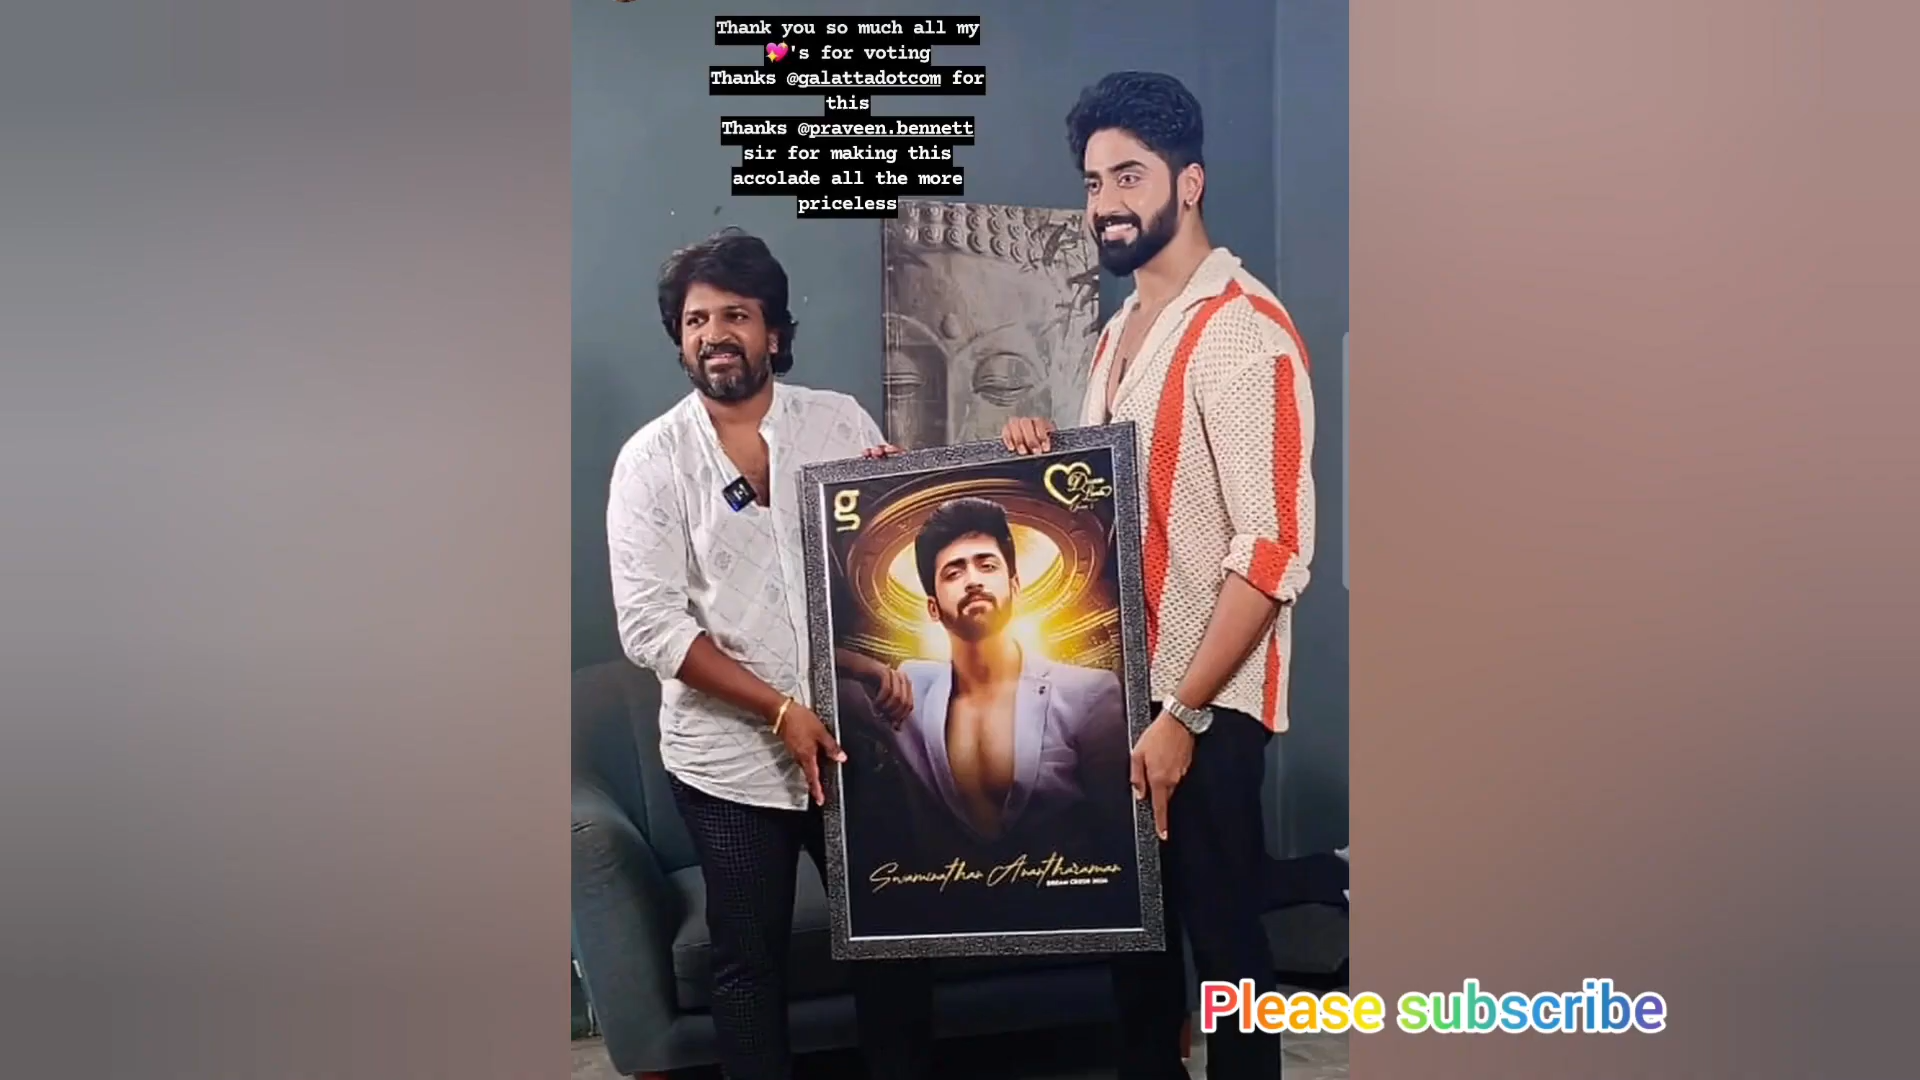 Thank you so much all my
💖's for voting
Thanks @galattadotcom for
this
Thanks @praveen.bennett
sir for making this
accolade all the more
priceless
g
Swaminathan Anantharaman
Please subscribe